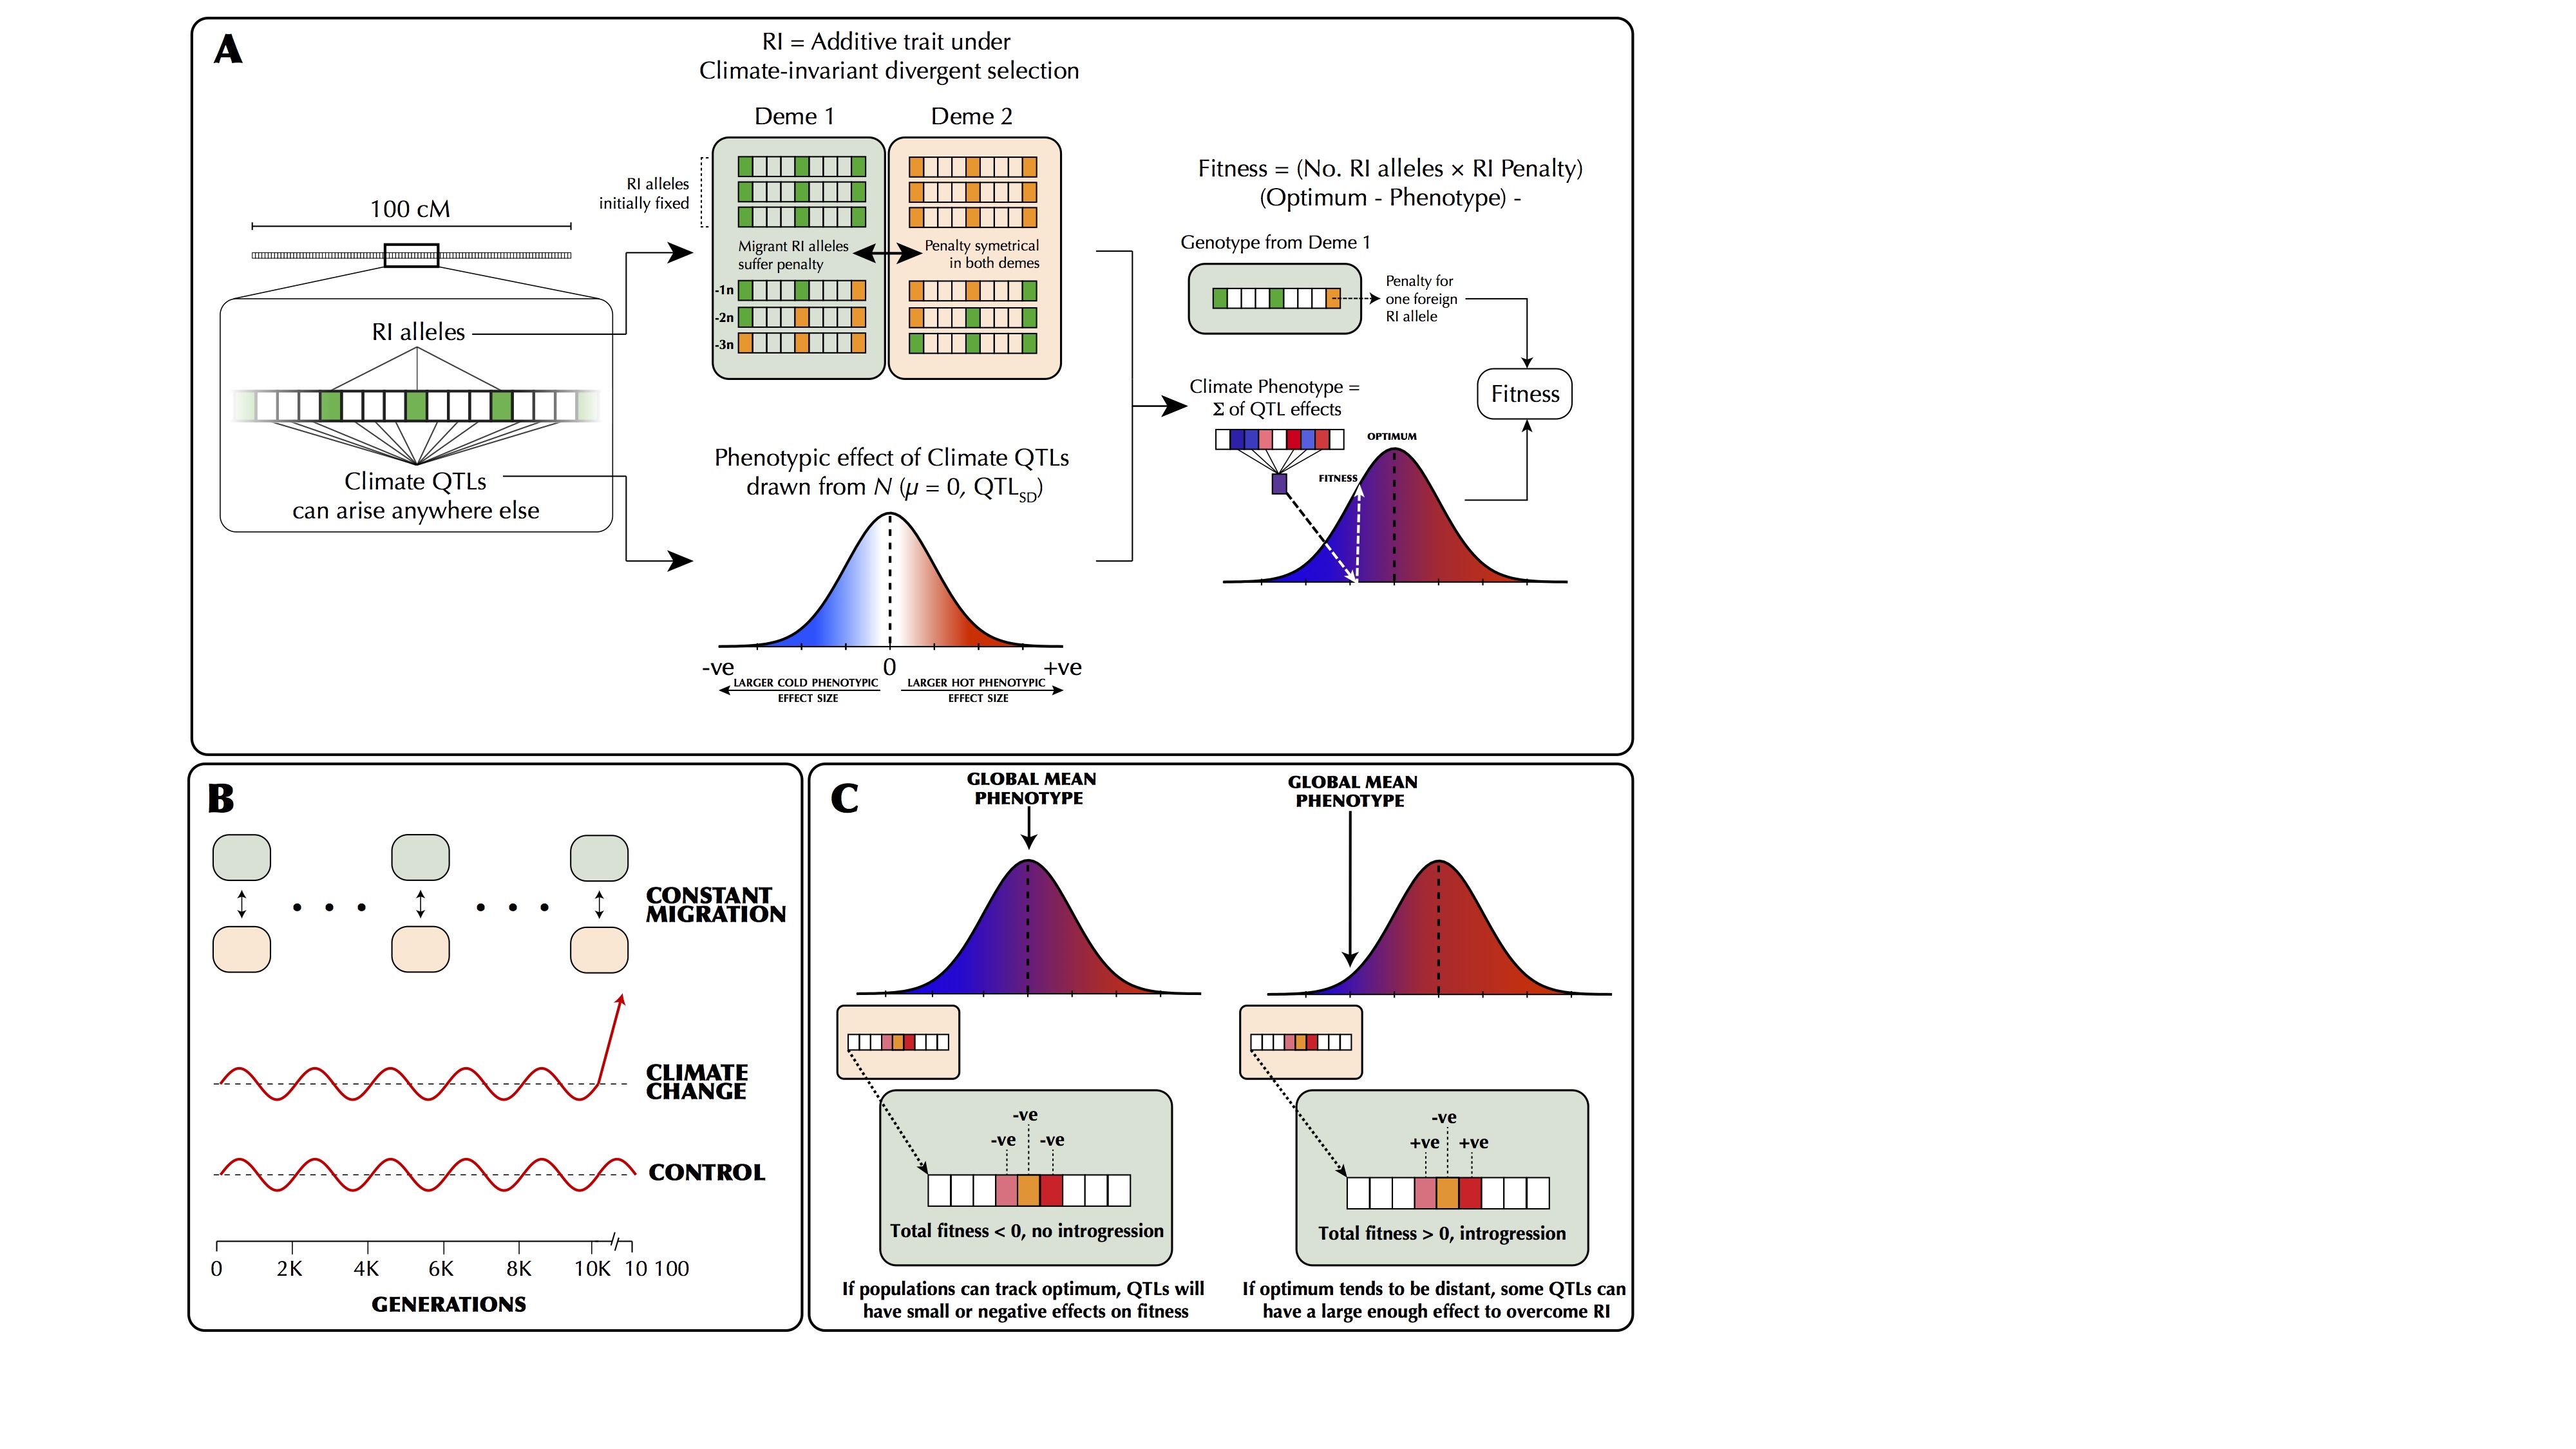 A
RI = Additive trait under
Climate-invariant divergent selection
Deme 1
Deme 2
RI alleles
initially fixed
Migrant RI alleles
suffer penalty
Penalty symetrical
in both demes
-1n
-2n
-3n
100 cM
RI alleles
Climate QTLs
can arise anywhere else
Phenotypic effect of Climate QTLs
drawn from N (μ = 0, QTLSD)
-ve
0
+ve
LARGER COLD PHENOTYPIC
EFFECT SIZE
LARGER HOT PHENOTYPIC
EFFECT SIZE
Fitness = (No. RI alleles × RI Penalty)
(Optimum - Phenotype) -
Genotype from Deme 1
Penalty for
one foreign
RI allele
Climate Phenotype =
Σ of QTL effects
OPTIMUM
FITNESS
Fitness
B
CONSTANT
MIGRATION
CLIMATE
CHANGE
CONTROL
0
2K
4K
6K
8K
10K
10 100
GENERATIONS
C
GLOBAL MEAN
PHENOTYPE
-ve
-ve
-ve
Total fitness < 0, no introgression
If populations can track optimum, QTLs will
have small or negative effects on fitness
GLOBAL MEAN
PHENOTYPE
-ve
+ve
+ve
Total fitness > 0, introgression
If optimum tends to be distant, some QTLs can
have a large enough effect to overcome RI